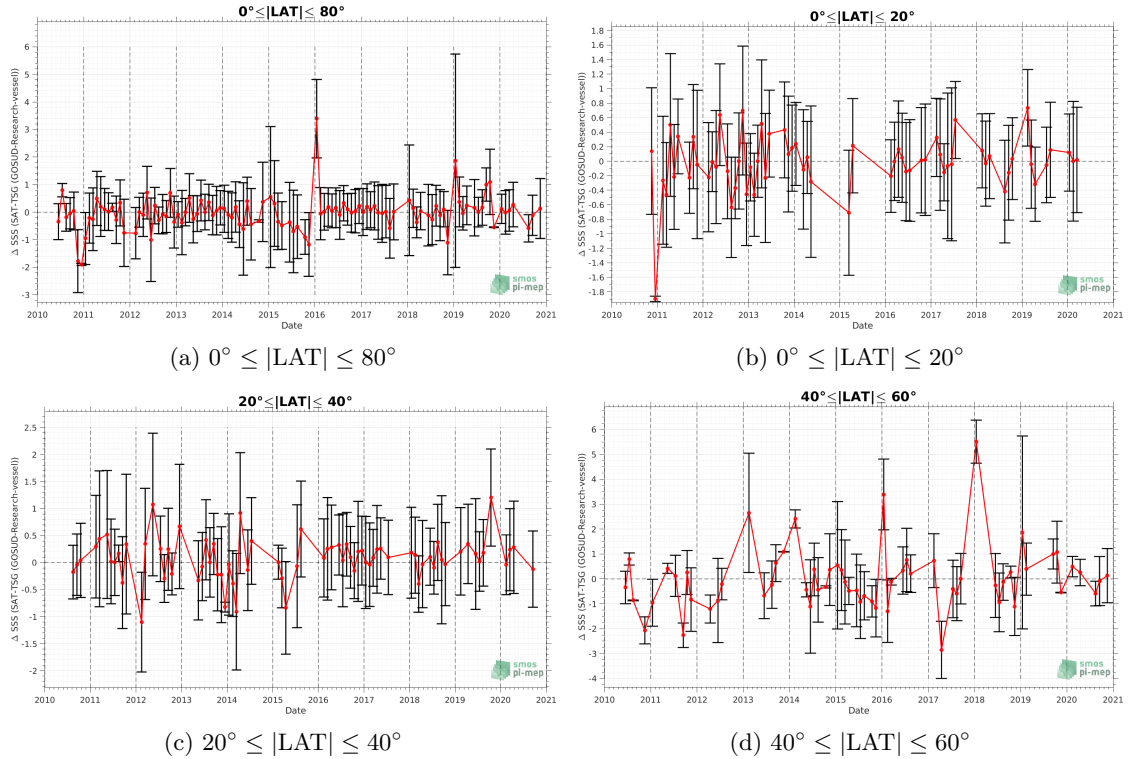 0°≤|LAT|≤ 80°
Δ SSS (SAT-TSG (GOSUD-Research-vessel))
6
5
4
3
2
1
0
-1
-2
-3
2010 2011 2012 2013 2014 2015 2016 2017 2018 2019 2020 2021
Date
smos
pi-mep
(a) 0° ≤ |LAT| ≤ 80°
0°≤|LAT|≤ 20°
Δ SSS (SAT-TSG (GOSUD-Research-vessel))
1.8
1.6
1.4
1.2
1
0.8
0.6
0.4
0.2
0
-0.2
-0.4
-0.6
-0.8
-1
-1.2
-1.4
-1.6
-1.8
2010 2011 2012 2013 2014 2015 2016 2017 2018 2019 2020 2021
Date
smos
pi-mep
(b) 0° ≤ |LAT| ≤ 20°
20°≤|LAT|≤ 40°
Δ SSS (SAT-TSG (GOSUD-Research-vessel))
2.5
2
1.5
1
0.5
0
-0.5
-1
-1.5
-2
2010 2011 2012 2013 2014 2015 2016 2017 2018 2019 2020 2021
Date
smos
pi-mep
(c) 20° ≤ |LAT| ≤ 40°
40°≤|LAT|≤ 60°
Δ SSS (SAT-TSG (GOSUD-Research-vessel))
6
5
4
3
2
1
0
-1
-2
-3
-4
2010 2011 2012 2013 2014 2015 2016 2017 2018 2019 2020 2021
Date
smos
pi-mep
(d) 40° ≤ |LAT| ≤ 60°